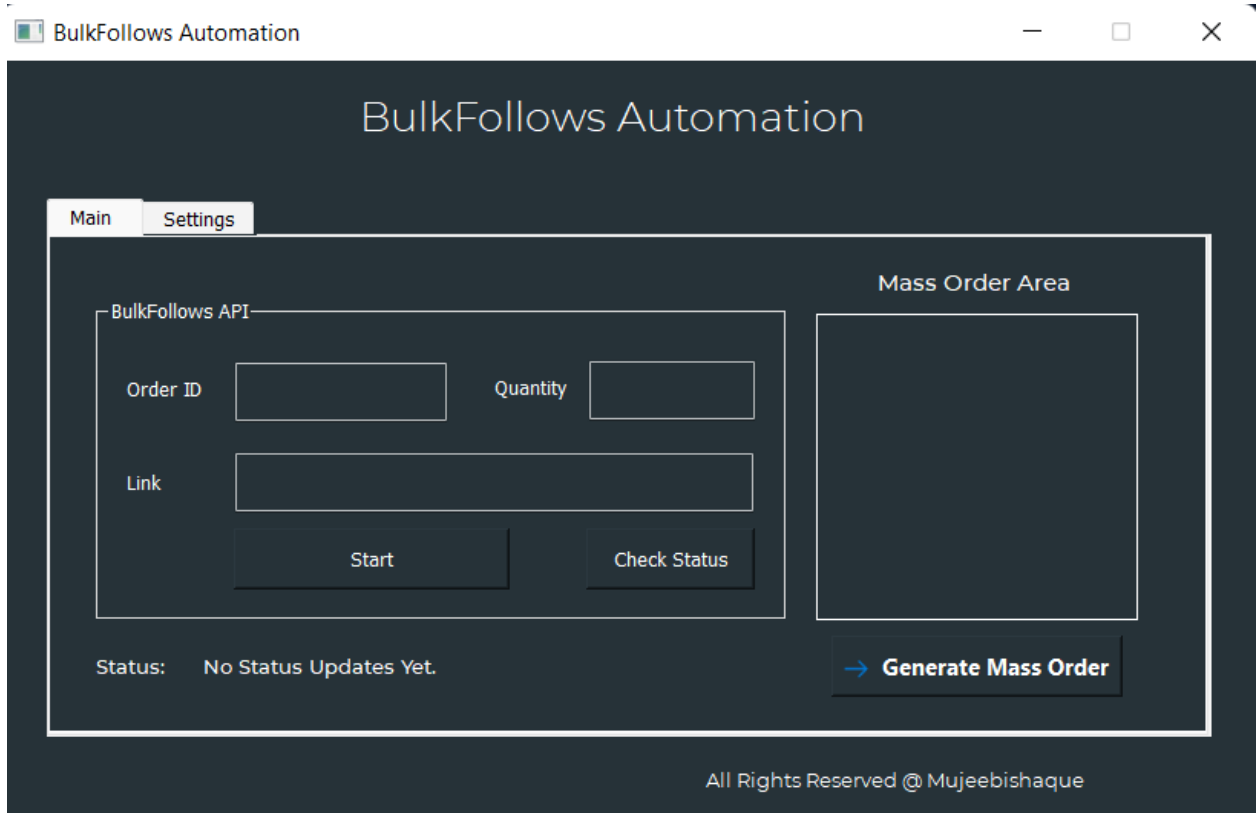 BulkFollows Automation
BulkFollows Automation
Main Settings
Mass Order Area
BulkFollows API
Order ID Quantity
Link
Start Check Status
Status: No Status Updates Yet.
→ Generate Mass Order
All Rights Reserved @ Mujeebishaque